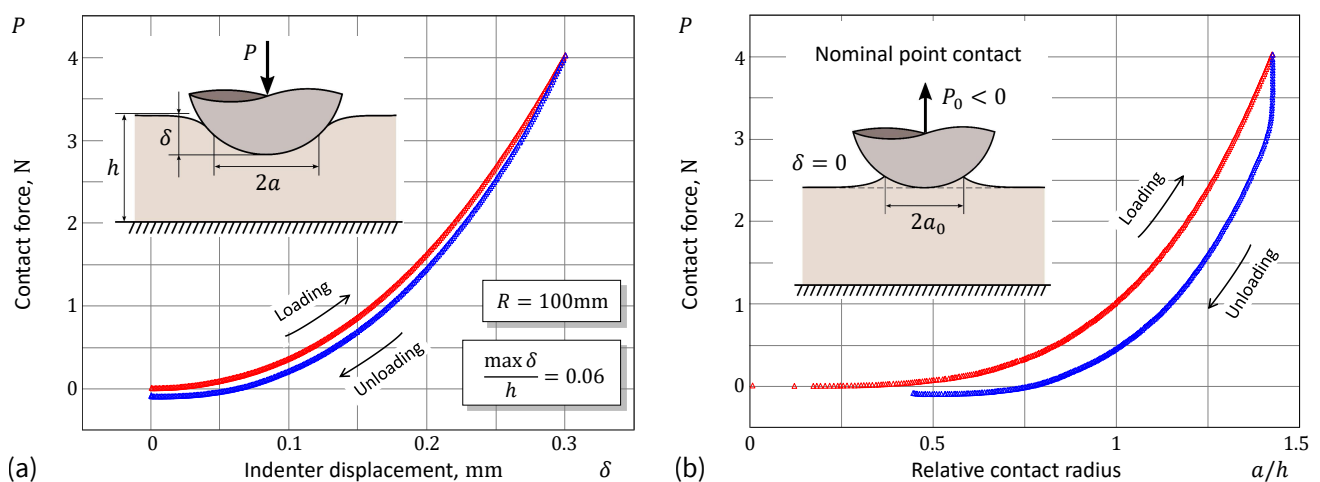 P
Contact force, N
4
3
2
1
0
P
δ
h
2a
Loading
Unloading
R = 100mm
max δ
h
= 0.06
0
0.1
0.2
0.3
(a)
Indenter displacement, mm
δ
P
Contact force, N
4
3
2
1
0
Nominal point contact
P₀ < 0
δ = 0
2a₀
Loading
Unloading
0
0.5
1
1.5
(b)
Relative contact radius
a/h